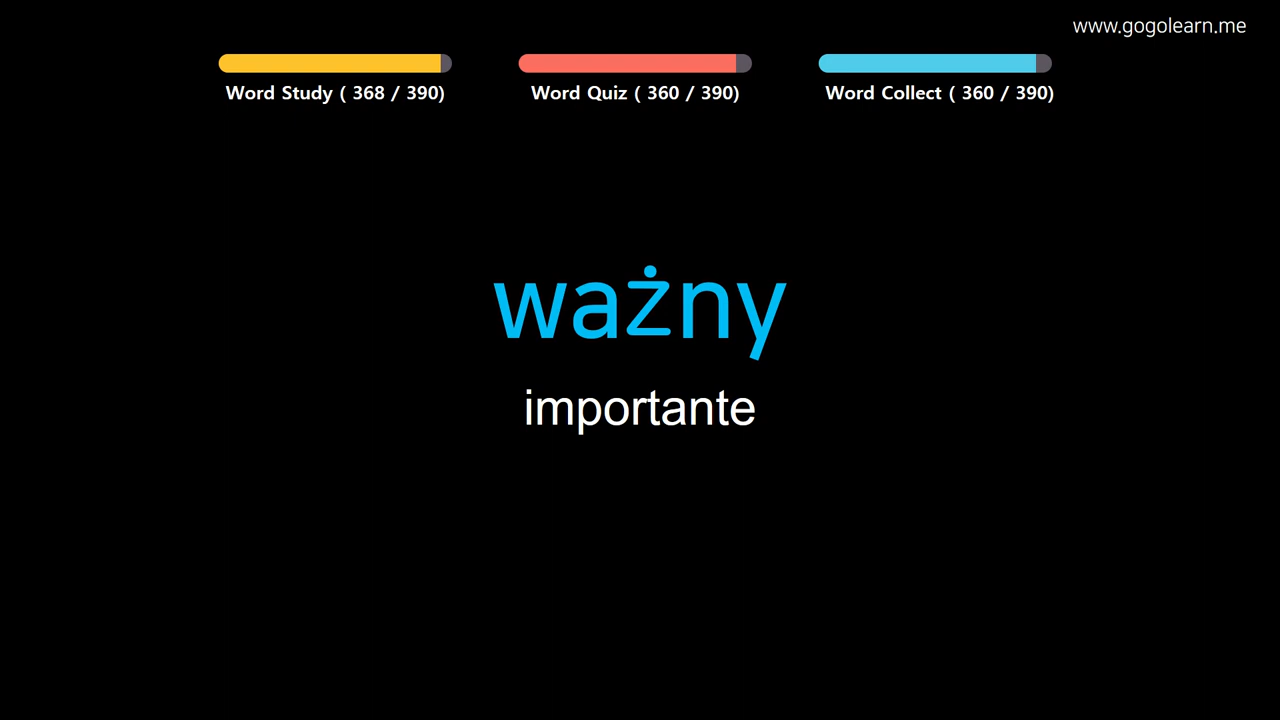 www.gogolearn.me
Word Study ( 368 / 390)
Word Quiz ( 360 / 390)
Word Collect ( 360 / 390)
ważny
importante